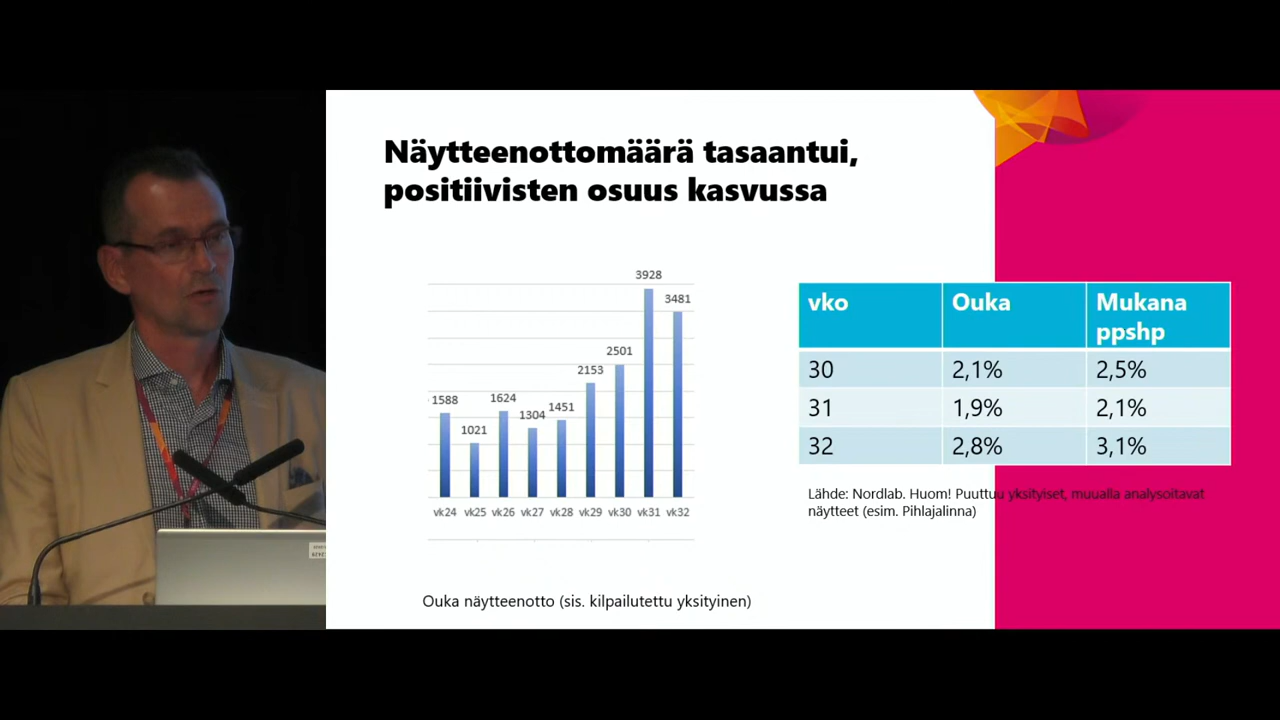 Näytteenottomäärä tasaantui,
positiivisten osuus kasvussa
3928
3481
2501
2153
1588
1624
1451
1304
1021
vk24 vk25 vk26 vk27 vk28 vk29 vk30 vk31 vk32
Ouka näytteenotto (sis. kilpailutettu yksityinen)
vko Ouka Mukana
ppshp
30 2,1% 2,5%
31 1,9% 2,1%
32 2,8% 3,1%
Lähde: Nordlab. Huom! Puuttuu yksityiset, muualla analysoitavat
näytteet (esim. Pihlajalinna)